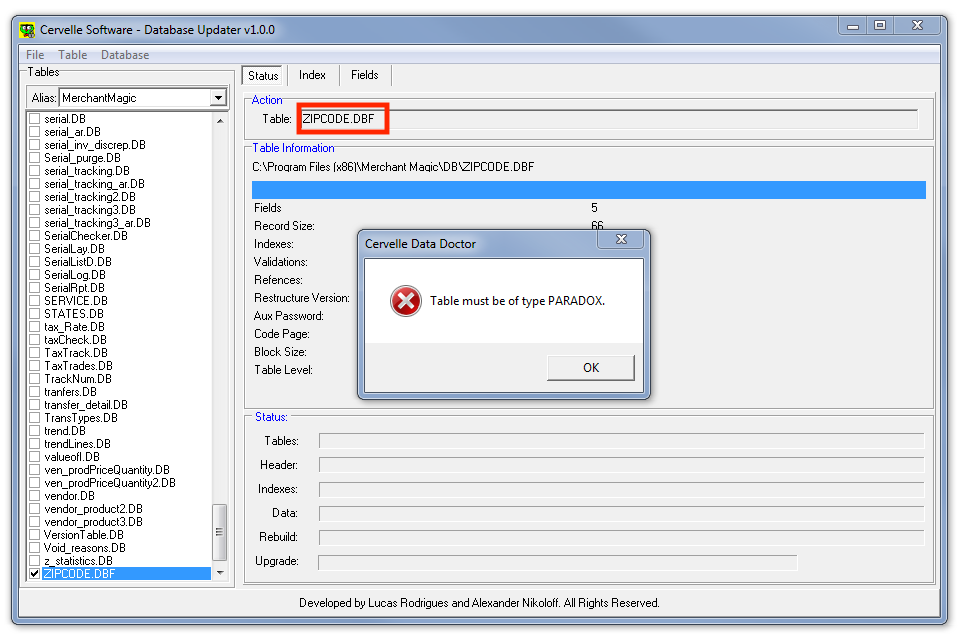 Cervelle Software - Database Updater v1.0.0
File Table Database
Tables
Alias: MerchantMagic
serial.DB
serial_ar.DB
serial_inv_discrep.DB
Serial_purge.DB
serial_tracking.DB
serial_tracking_ar.DB
serial_tracking2.DB
serial_tracking3.DB
serial_tracking3_ar.DB
SerialChecker.DB
SerialLay.DB
SerialListD.DB
SerialLog.DB
SerialRpt.DB
SERVICE.DB
STATES.DB
tax_Rate.DB
taxCheck.DB
TaxTrack.DB
TaxTrades.DB
TrackNum.DB
tranfers.DB
transfer_detail.DB
TransTypes.DB
trend.DB
trendLines.DB
valueofI.DB
ven_prodPriceQuantity.DB
ven_prodPriceQuantity2.DB
vendor.DB
vendor_product2.DB
vendor_product3.DB
VersionTable.DB
Void_reasons.DB
z_statistics.DB
ZIPCODE.DBF
Status Index Fields
Action
Table: ZIPCODE.DBF
Table Information
C:\Program Files (x86)\Merchant Magic\DB\ZIPCODE.DBF
Fields 5
Record Size: 66
Indexes:
Validations:
Refences:
Restructure Version:
Aux Password:
Code Page:
Block Size:
Table Level:
Cervelle Data Doctor
Table must be of type PARADOX.
OK
Status:
Tables:
Header:
Indexes:
Data:
Rebuild:
Upgrade:
Developed by Lucas Rodrigues and Alexander Nikoloff. All Rights Reserved.